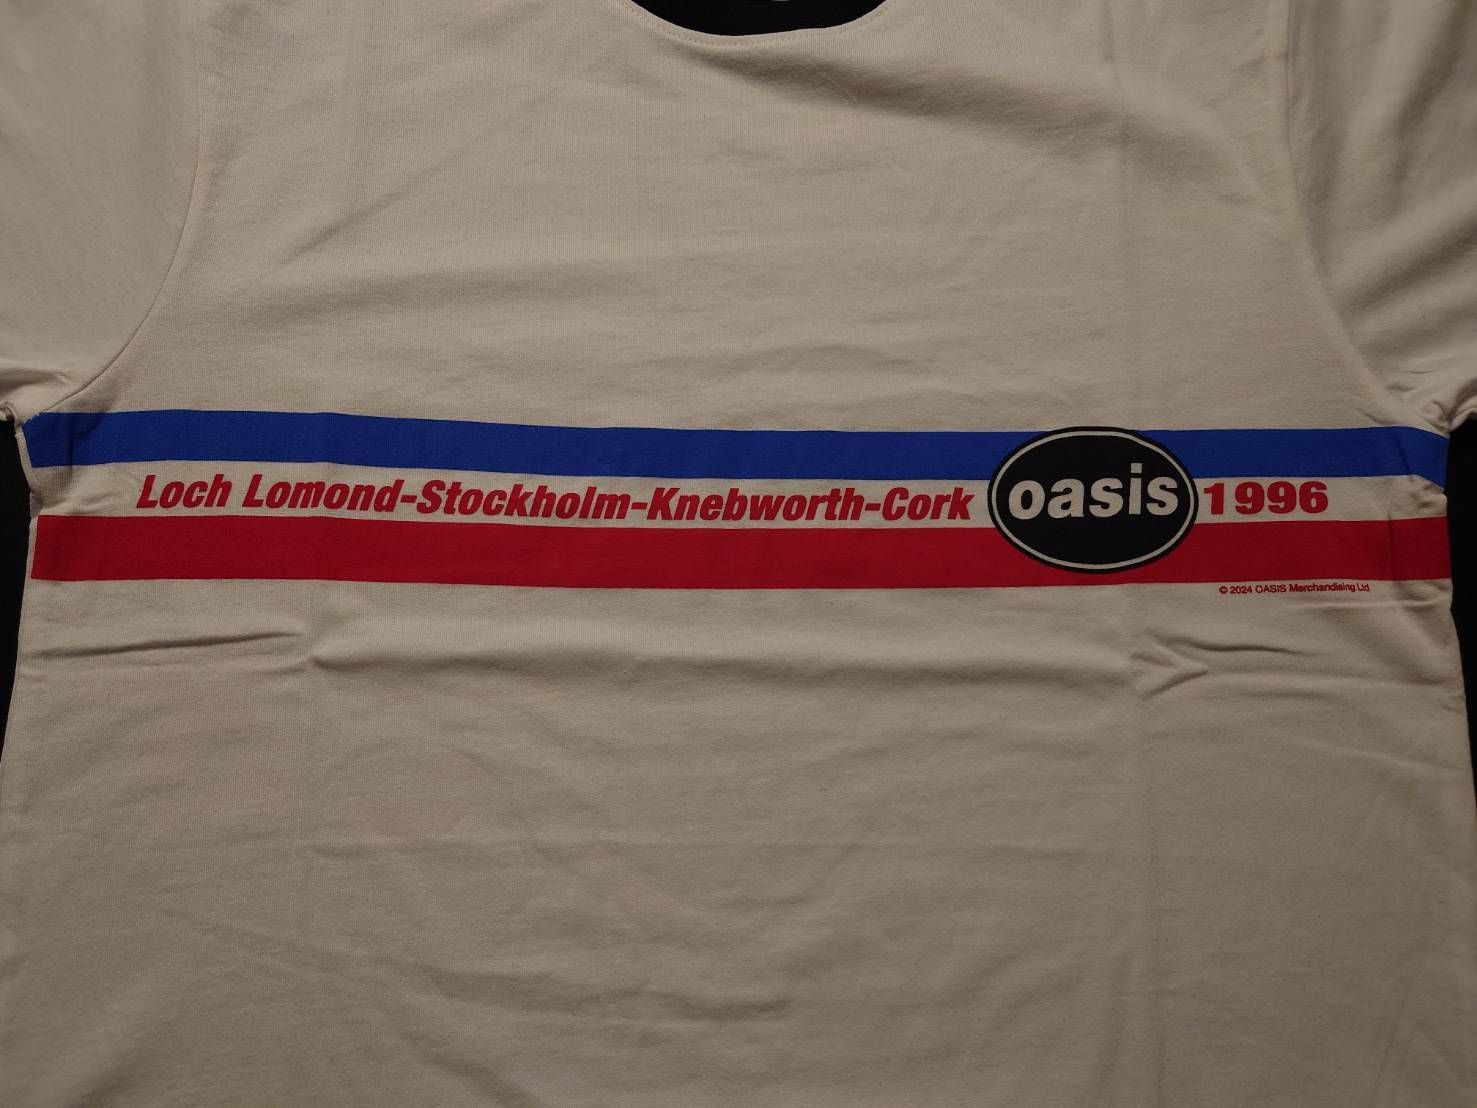 Loch Lomond-Stockholm-Knebworth-Cork oasis 1996
© 2024 OASIS Merchandising Ltd